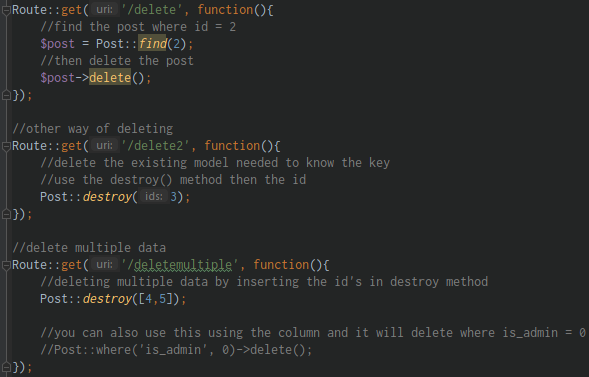 Route::get( uri: '/delete', function(){
    //find the post where id = 2
    $post = Post::find(2);
    //then delete the post
    $post->delete();
});

//other way of deleting
Route::get( uri: '/delete2', function(){
    //delete the existing model needed to know the key
    //use the destroy() method then the id
    Post::destroy( ids: 3);
});

//delete multiple data
Route::get( uri: '/deletemultiple', function(){
    //deleting multiple data by inserting the id's in destroy method
    Post::destroy([4,5]);

    //you can also use this using the column and it will delete where is_admin = 0
    //Post::where('is_admin', 0)->delete();
});